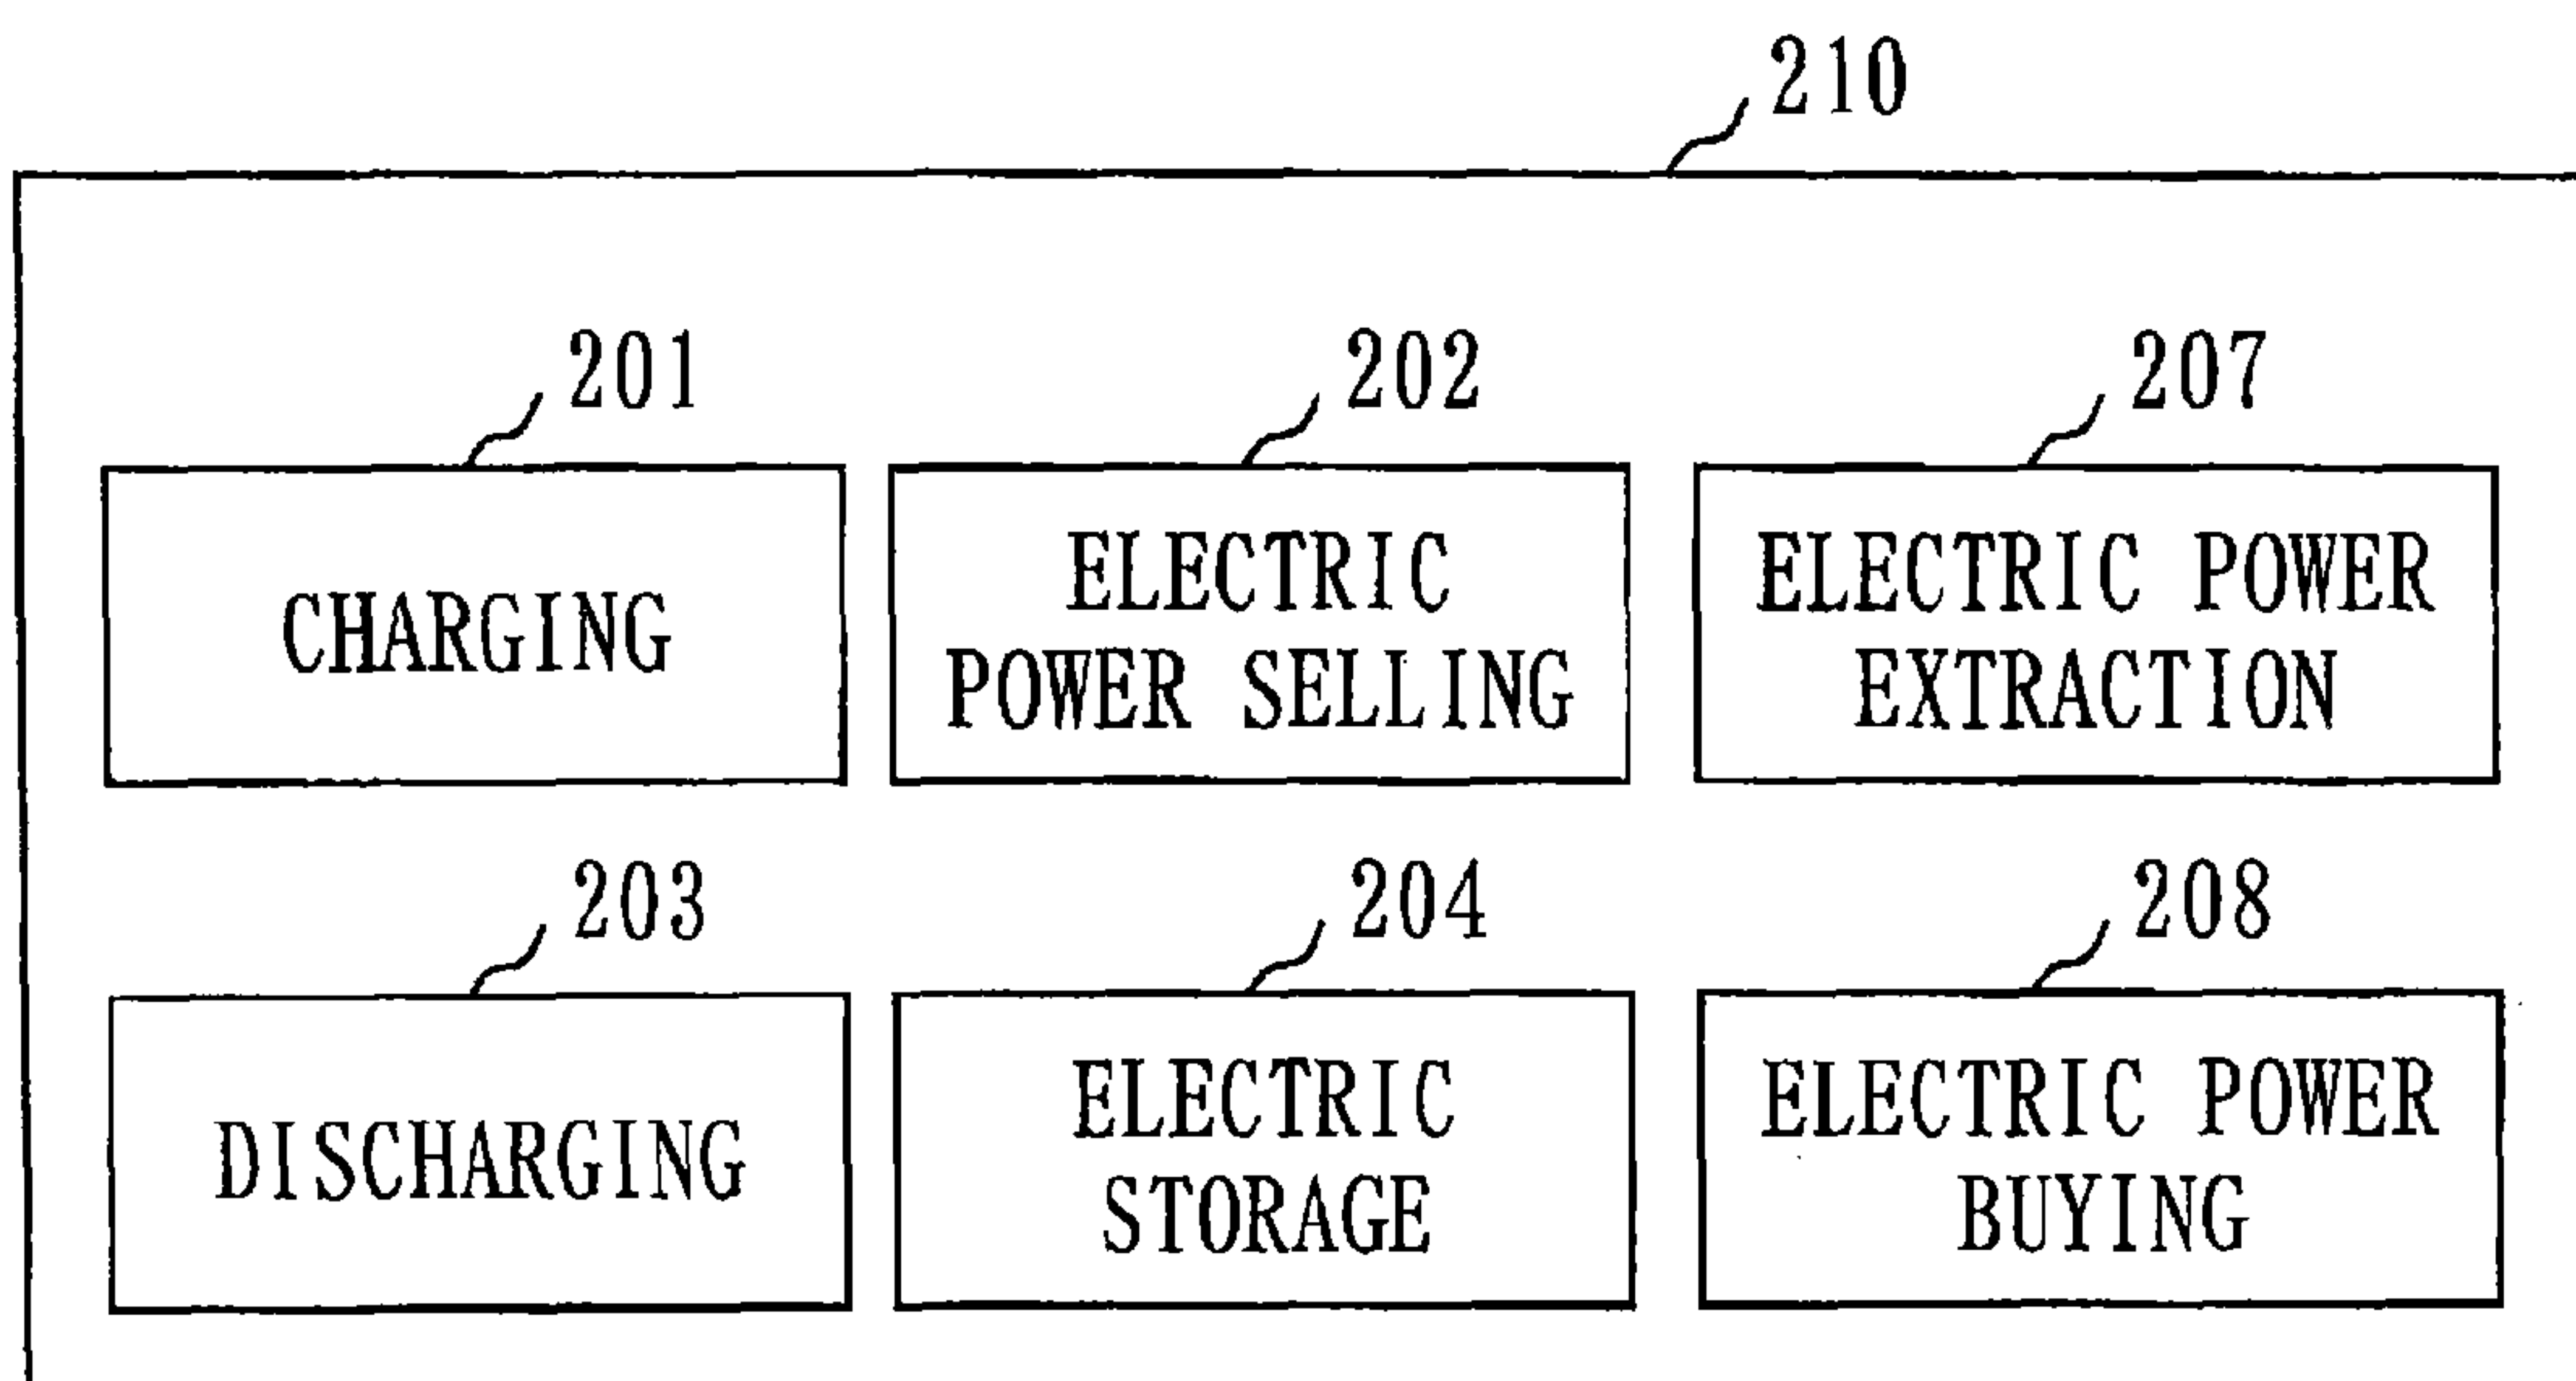 210
201
202
207
CHARGING
ELECTRIC
POWER SELLING
ELECTRIC POWER
EXTRACTION
203
204
208
DISCHARGING
ELECTRIC
STORAGE
ELECTRIC POWER
BUYING